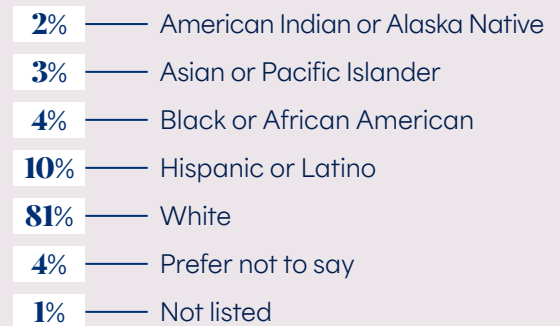 2% American Indian or Alaska Native
3% Asian or Pacific Islander
4% Black or African American
10% Hispanic or Latino
81% White
4% Prefer not to say
1% Not listed